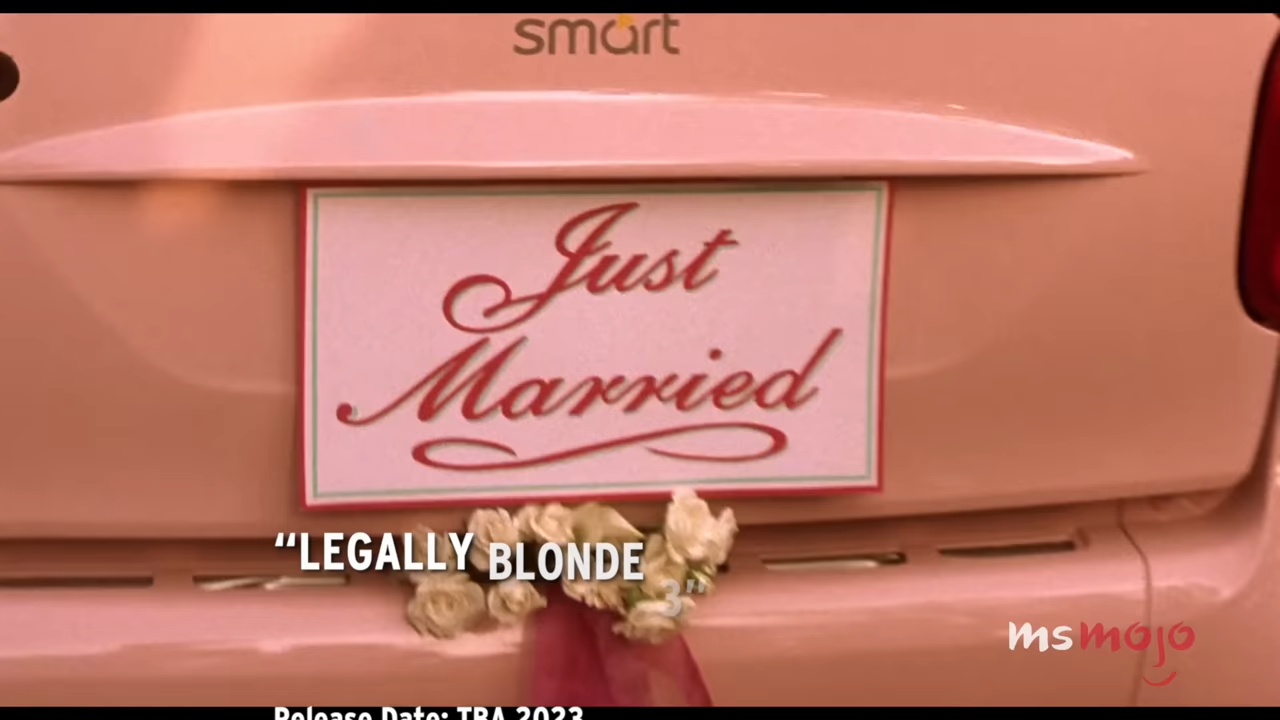 smart
Just
Married
“LEGALLY BLONDE 3”
msmojo
Release Date: TBA 2023